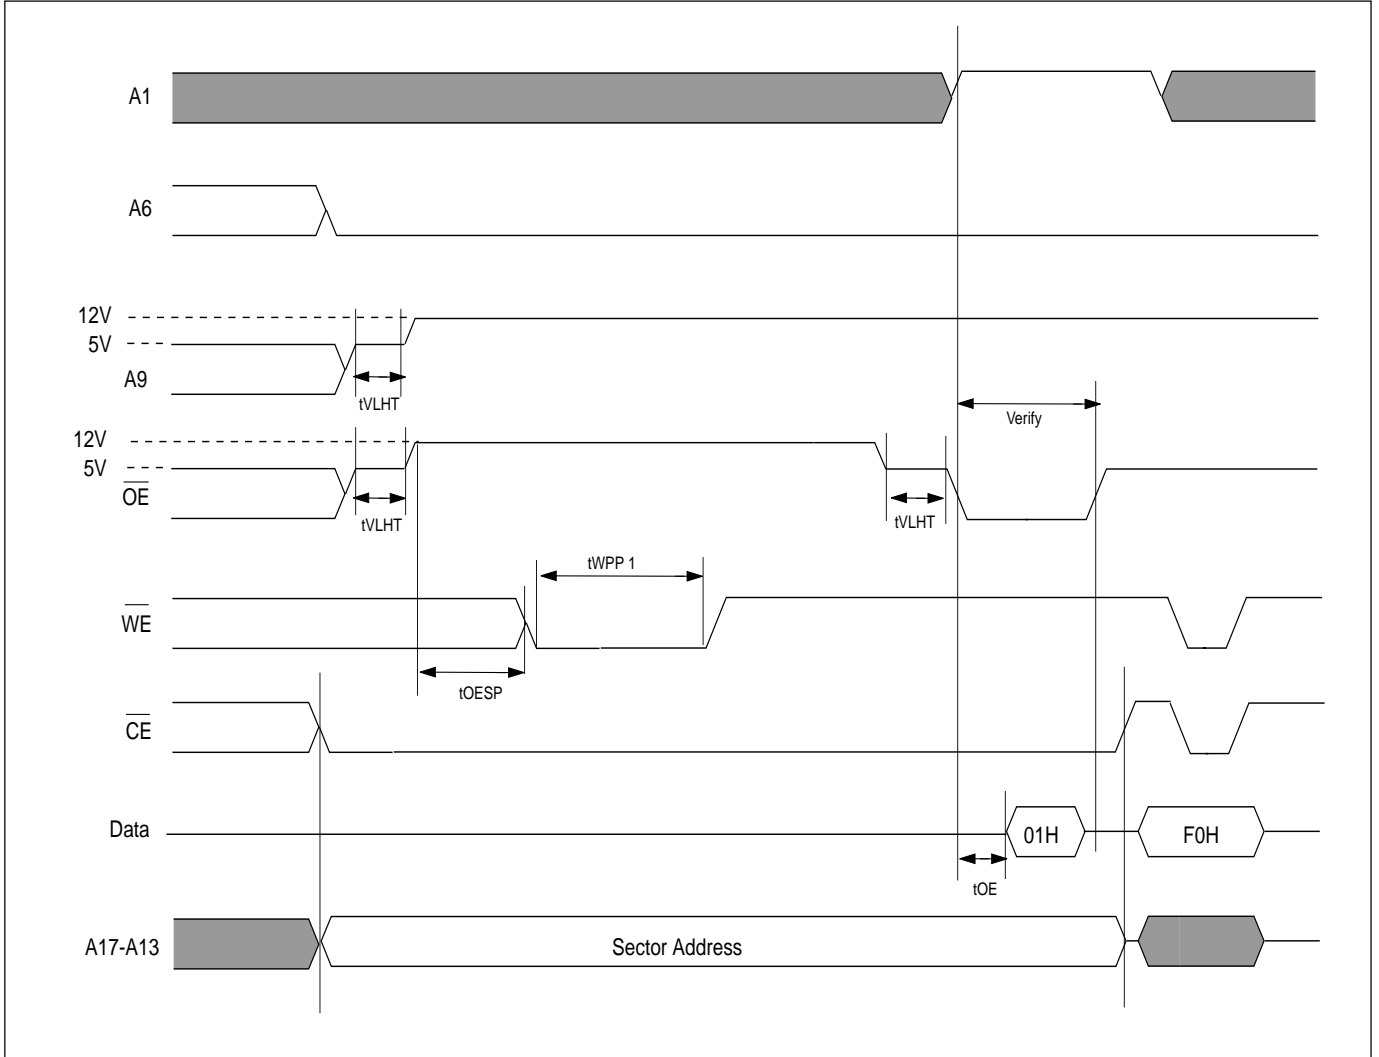 A1
A6
12V
5V
A9
tVLHT
Verify
12V
5V
OE
tVLHT
tVLHT
tWPP 1
WE
tOESP
CE
Data
01H
F0H
tOE
A17-A13
Sector Address